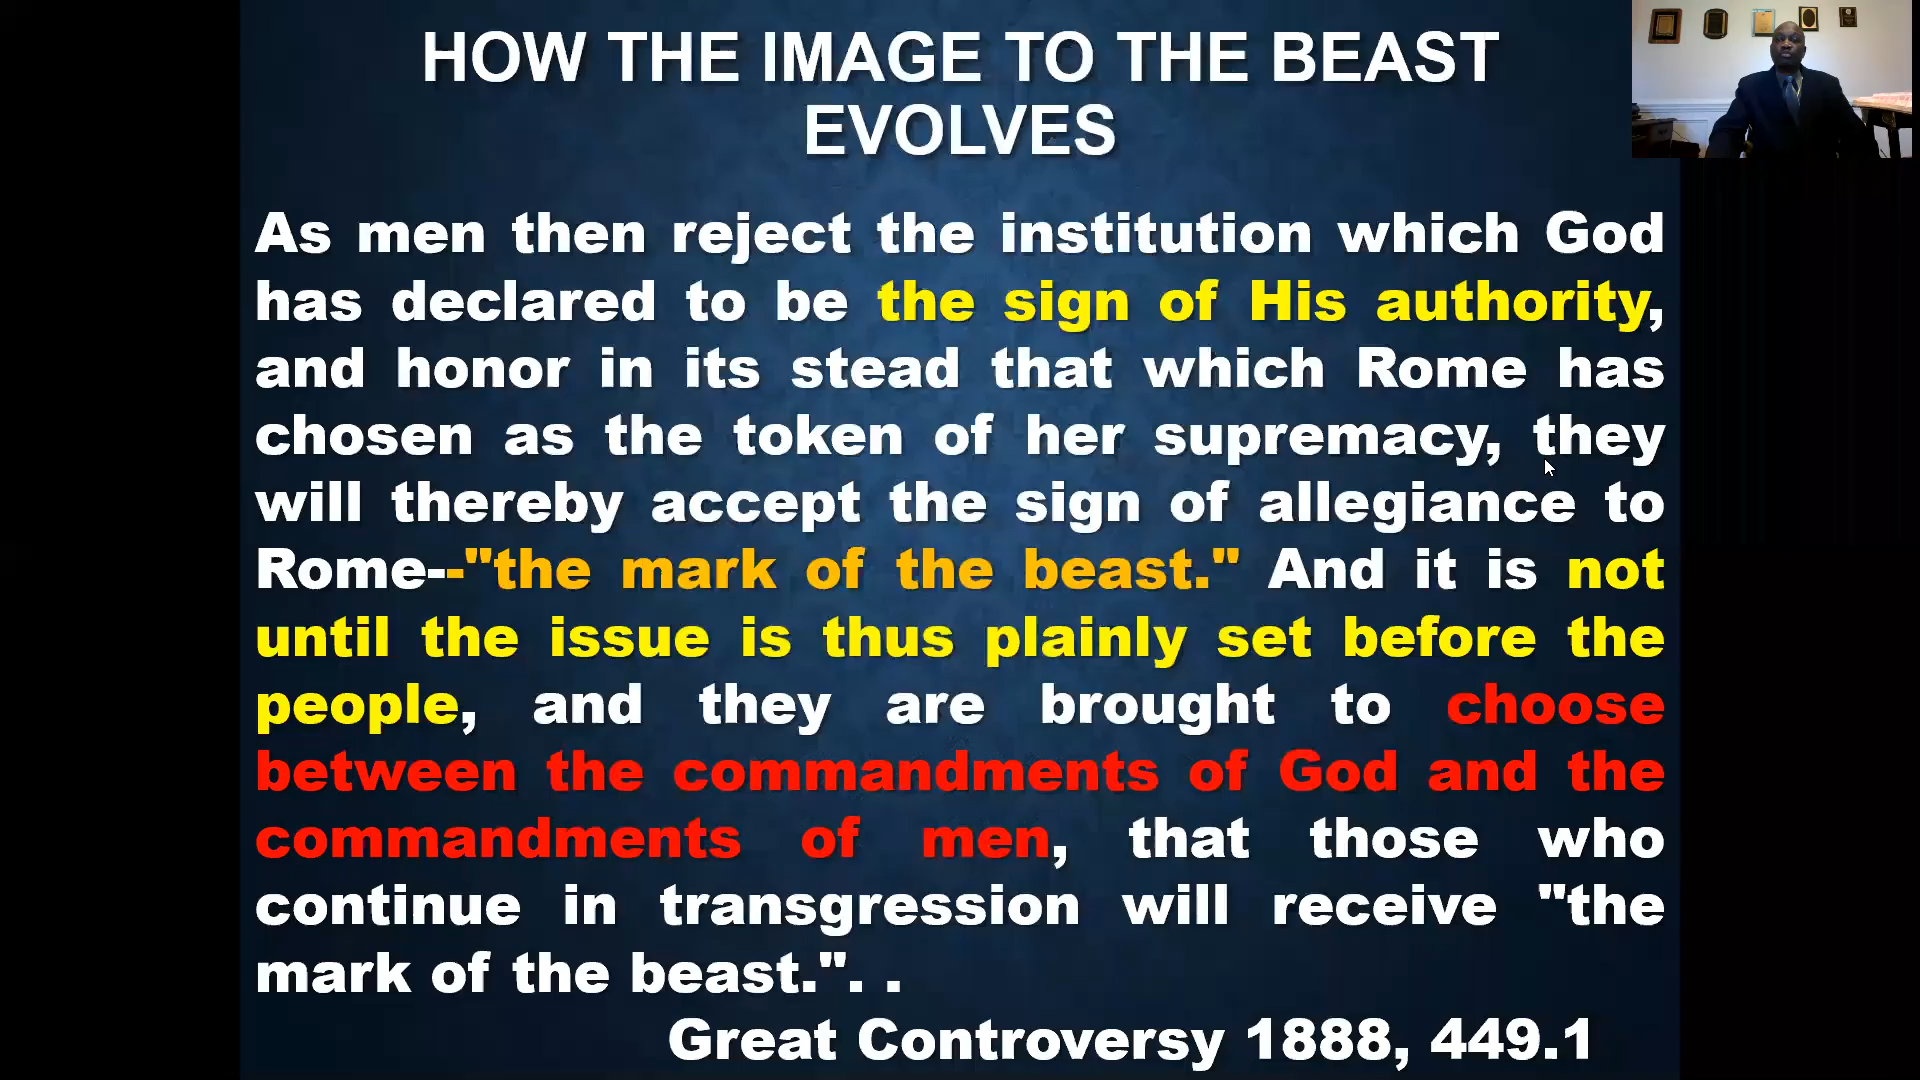 HOW THE IMAGE TO THE BEAST
EVOLVES
As men then reject the institution which God
has declared to be the sign of His authority,
and honor in its stead that which Rome has
chosen as the token of her supremacy, they
will thereby accept the sign of allegiance to
Rome--"the mark of the beast." And it is not
until the issue is thus plainly set before the
people, and they are brought to choose
between the commandments of God and the
commandments of men, that those who
continue in transgression will receive "the
mark of the beast.". .
Great Controversy 1888, 449.1